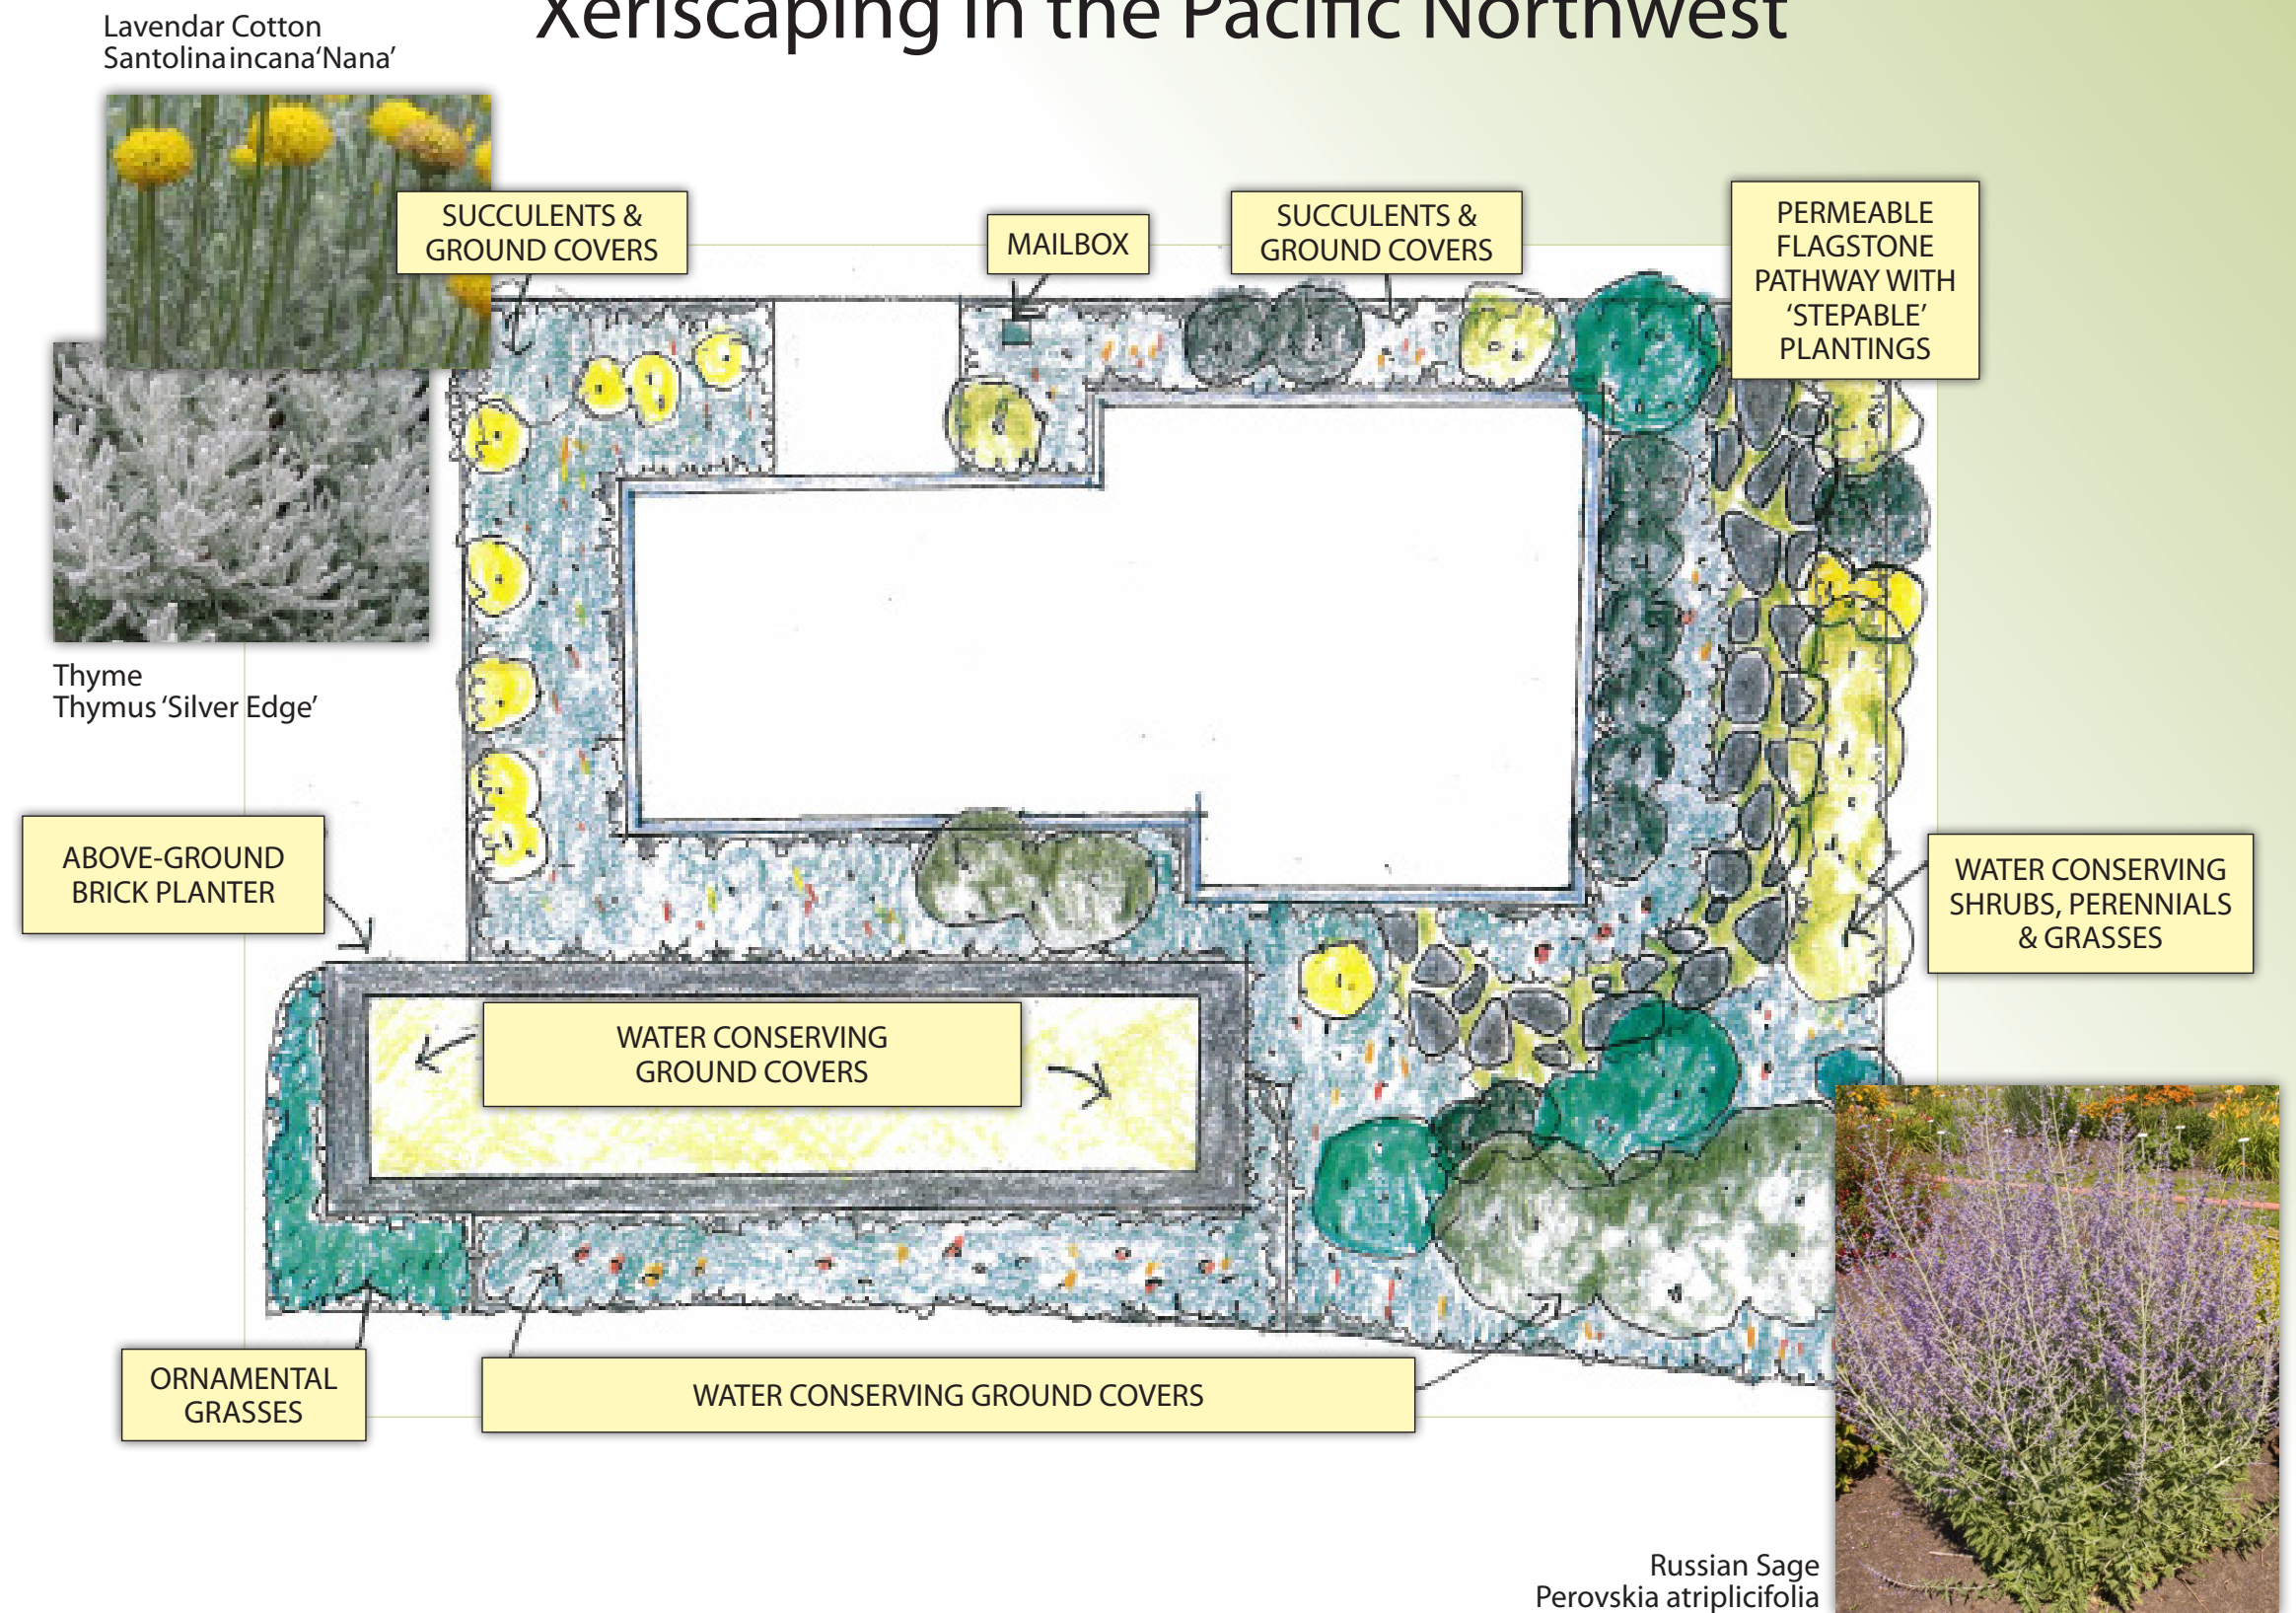 Xeriscaping in the Pacific Northwest
Lavendar Cotton
Santolina incana 'Nana'
SUCCULENTS &
GROUND COVERS
MAILBOX
SUCCULENTS &
GROUND COVERS
PERMEABLE
FLAGSTONE
PATHWAY WITH
'STEPABLE'
PLANTINGS
Thyme
Thymus 'Silver Edge'
ABOVE-GROUND
BRICK PLANTER
WATER CONSERVING
SHRUBS, PERENNIALS
& GRASSES
WATER CONSERVING
GROUND COVERS
ORNAMENTAL
GRASSES
WATER CONSERVING GROUND COVERS
Russian Sage
Perovskia atriplicifolia